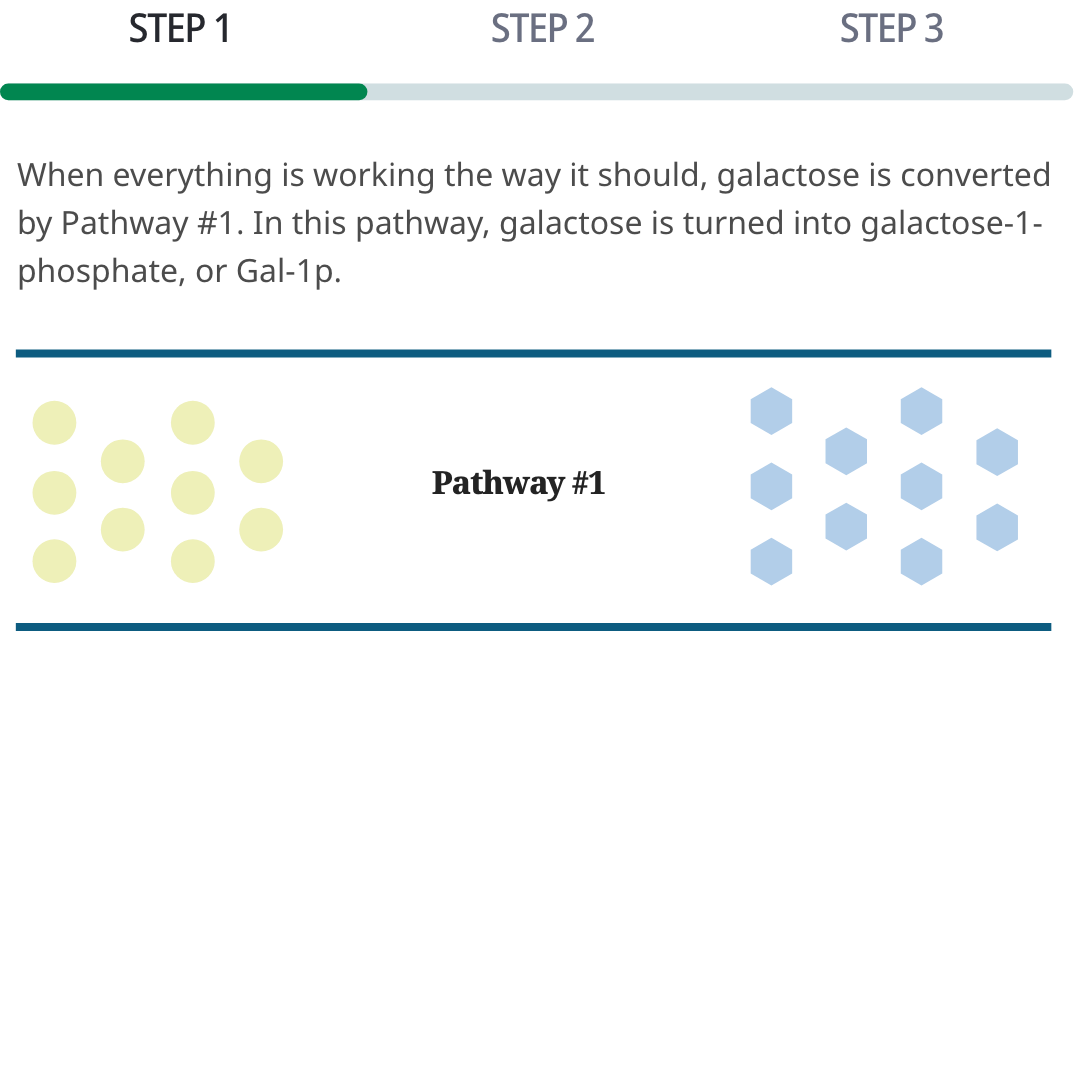 STEP 1 STEP 2 STEP 3
When everything is working the way it should, galactose is converted
by Pathway #1. In this pathway, galactose is turned into galactose-1-
phosphate, or Gal-1p.
Pathway #1